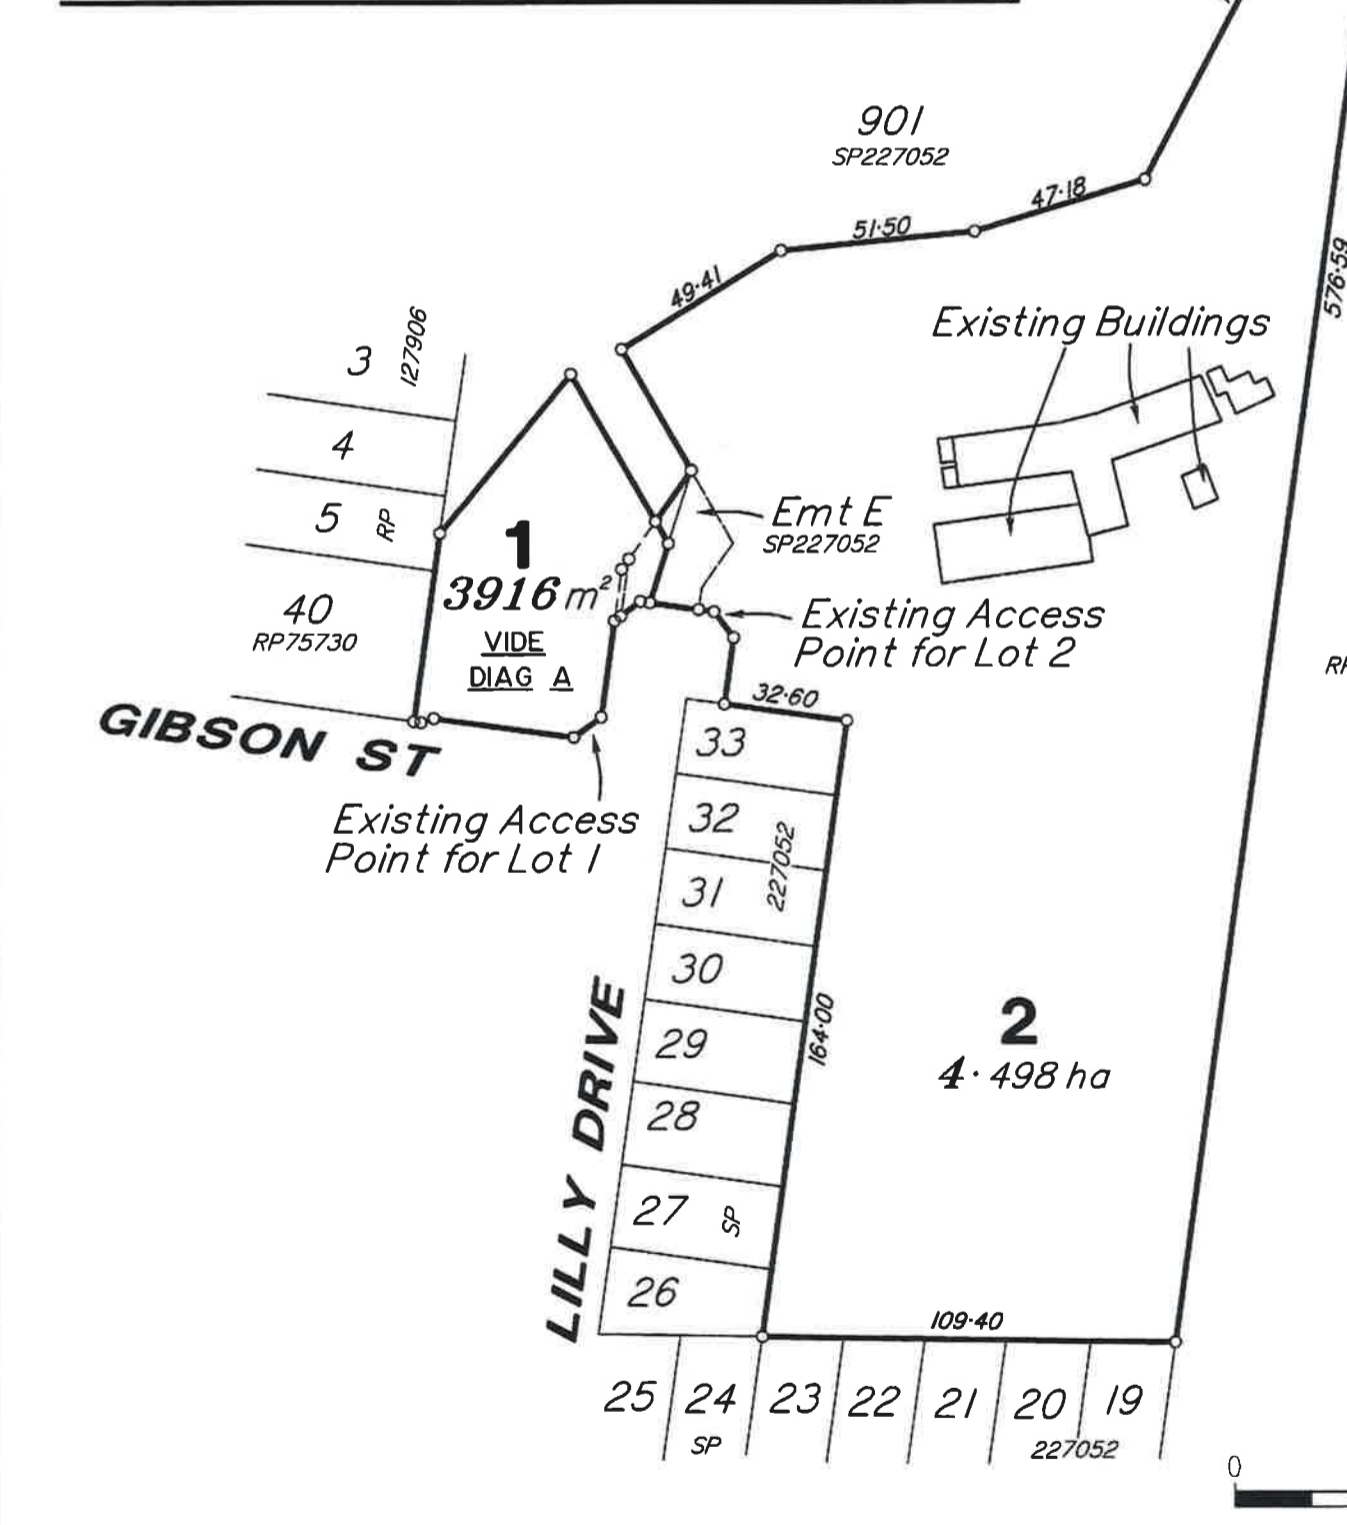 901
SP227052
47·18
51·50
49·41
576·59
Existing Buildings
3
127906
4
5
RP
40
RP75730
1
3916 m²
VIDE
DIAG A
Emt E
SP227052
Existing Access
Point for Lot 2
32·60
GIBSON ST
Existing Access
Point for Lot 1
33
32
227052
31
30
29
28
27
SP
26
164·00
LILLY DRIVE
2
4·498 ha
109·40
25
24
SP
23
22
21
20
19
227052
0